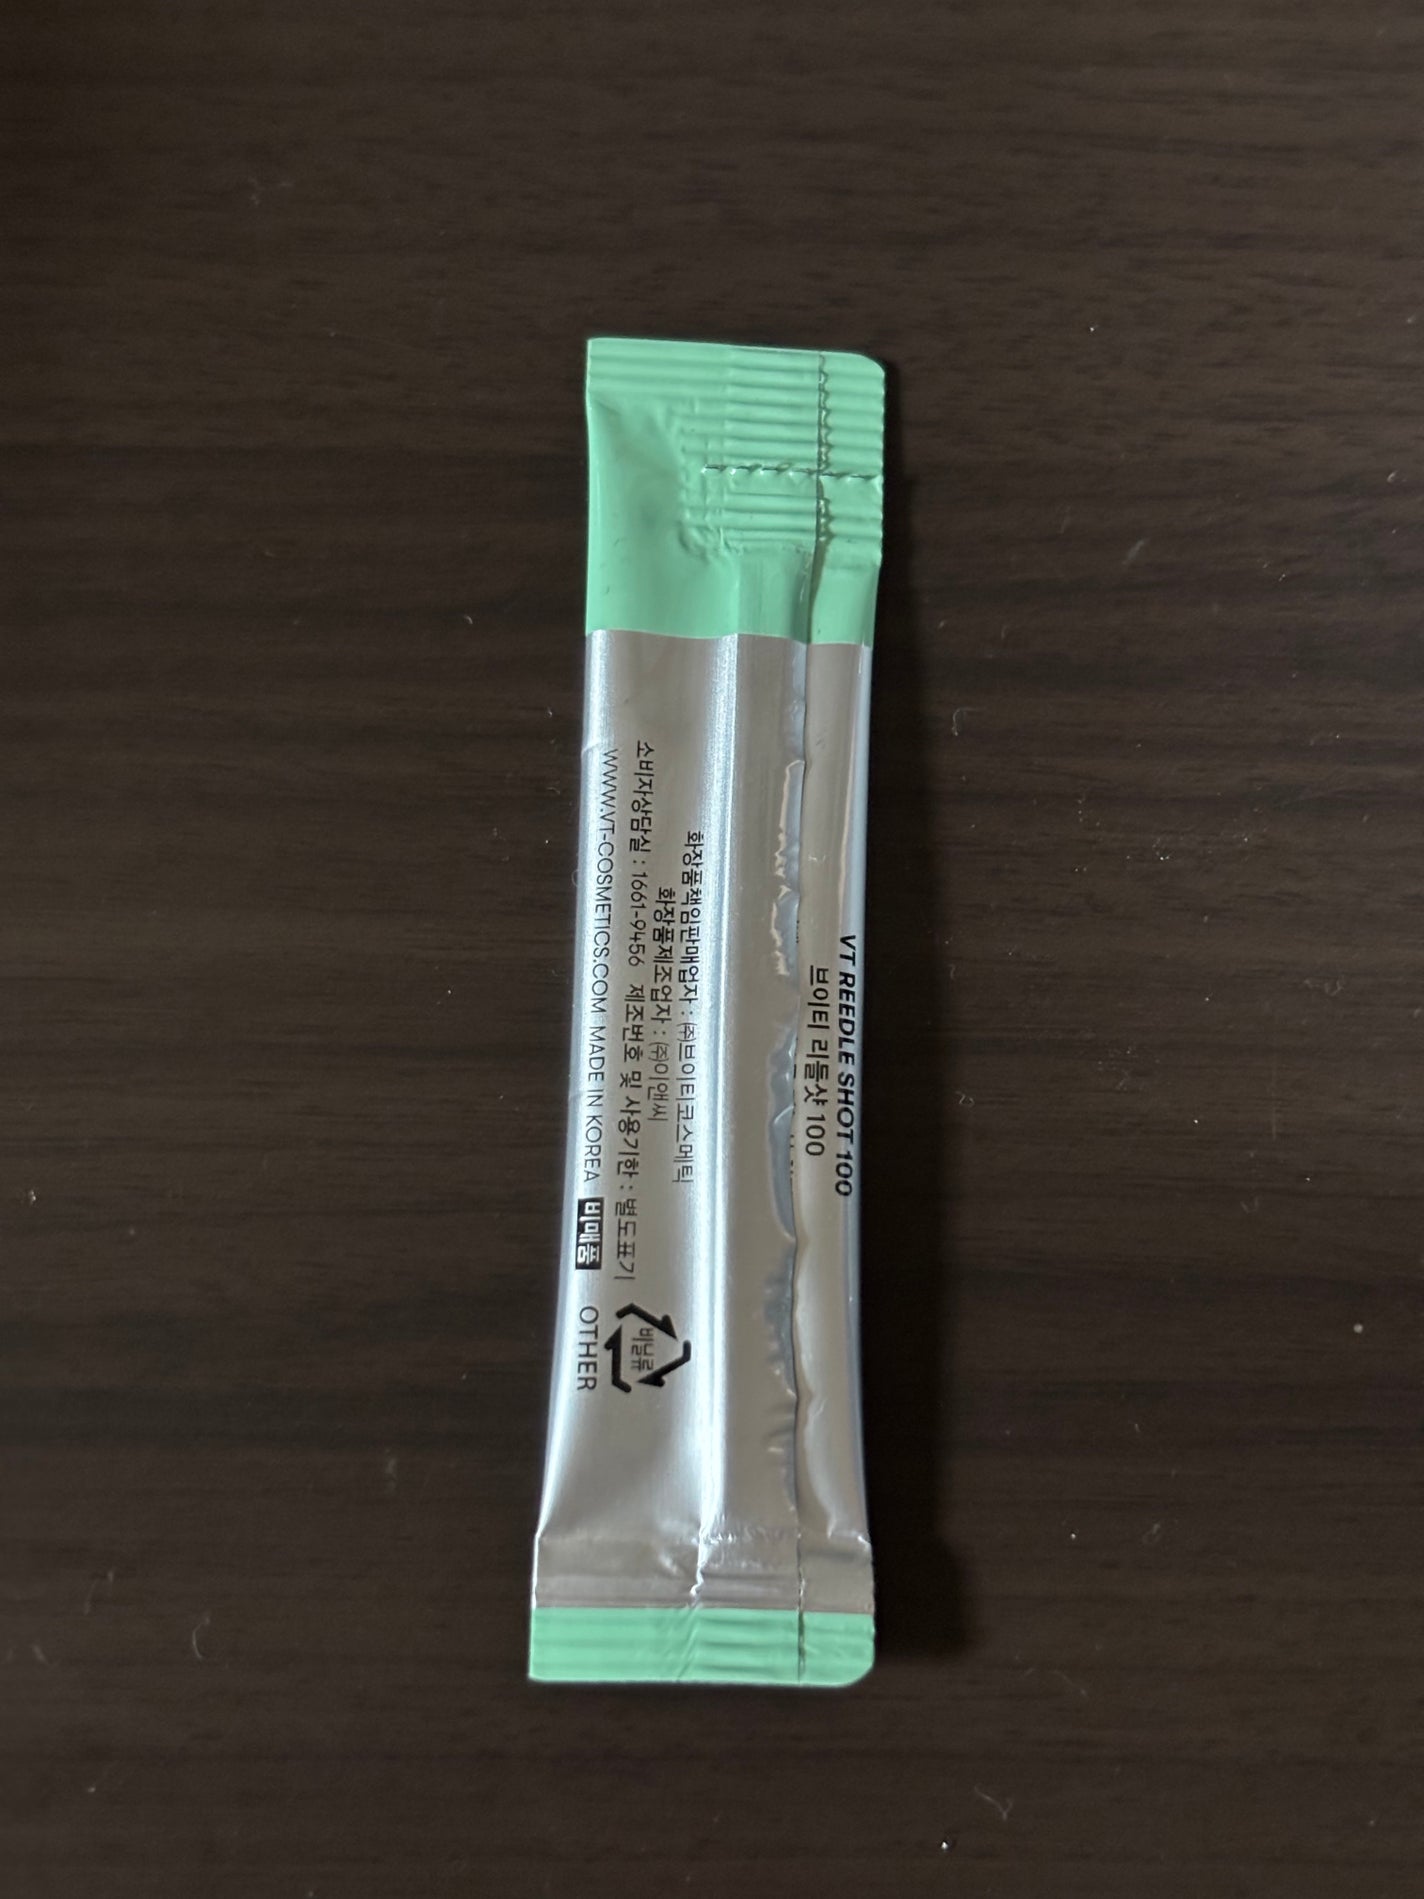 VT REEDLE SHOT 100
브이티 리들샷 100
화장품책임판매업자 : ㈜브이티코스메틱
화장품제조업자 : ㈜이앤씨
소비자상담실 : 1661-9456 제조번호 및 사용기한 : 별도표기
WWW.VT-COSMETICS.COM MADE IN KOREA 비매품
비닐류
OTHER